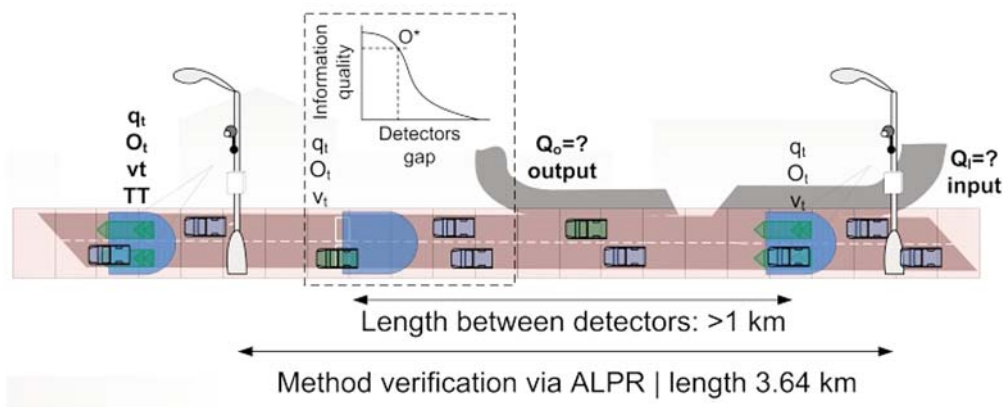 Information
quality
O*
Detectors
gap
qt
Ot
vt
TT
qt
Ot
vt
Qo=?
output
qt
Ot
vt
QI=?
input
Length between detectors: >1 km
Method verification via ALPR | length 3.64 km